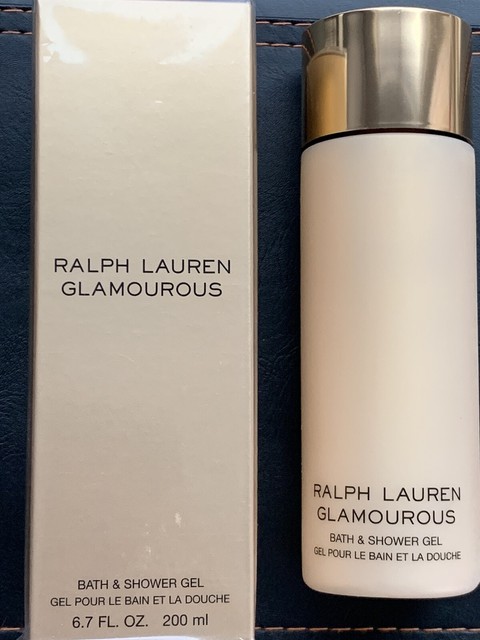 RALPH LAUREN
GLAMOUROUS
BATH & SHOWER GEL
GEL POUR LE BAIN ET LA DOUCHE
6.7 FL. OZ. 200 ml
RALPH LAUREN
GLAMOUROUS
BATH & SHOWER GEL
GEL POUR LE BAIN ET LA DOUCHE